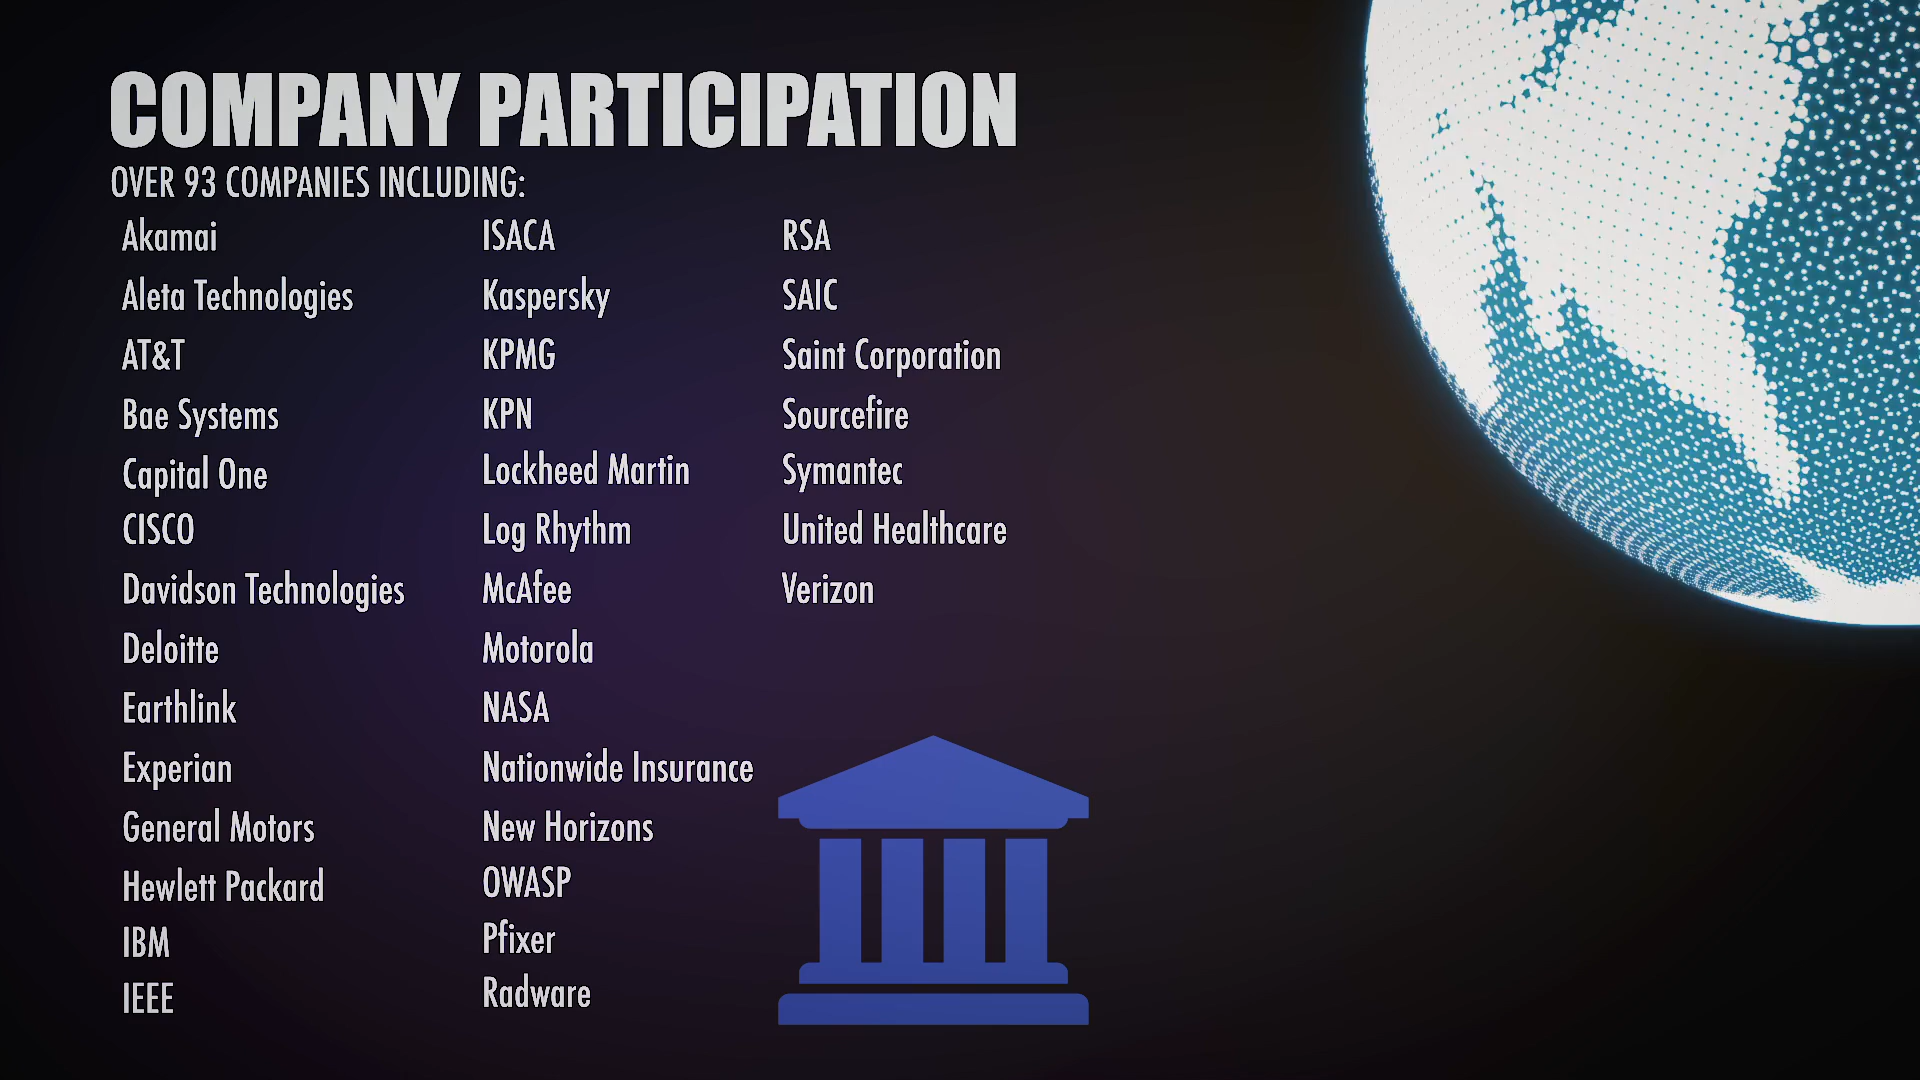 COMPANY PARTICIPATION
OVER 93 COMPANIES INCLUDING:
Akamai
Aleta Technologies
AT&T
Bae Systems
Capital One
CISCO
Davidson Technologies
Deloitte
Earthlink
Experian
General Motors
Hewlett Packard
IBM
IEEE
ISACA
Kaspersky
KPMG
KPN
Lockheed Martin
Log Rhythm
McAfee
Motorola
NASA
Nationwide Insurance
New Horizons
OWASP
Pfixer
Radware
RSA
SAIC
Saint Corporation
Sourcefire
Symantec
United Healthcare
Verizon